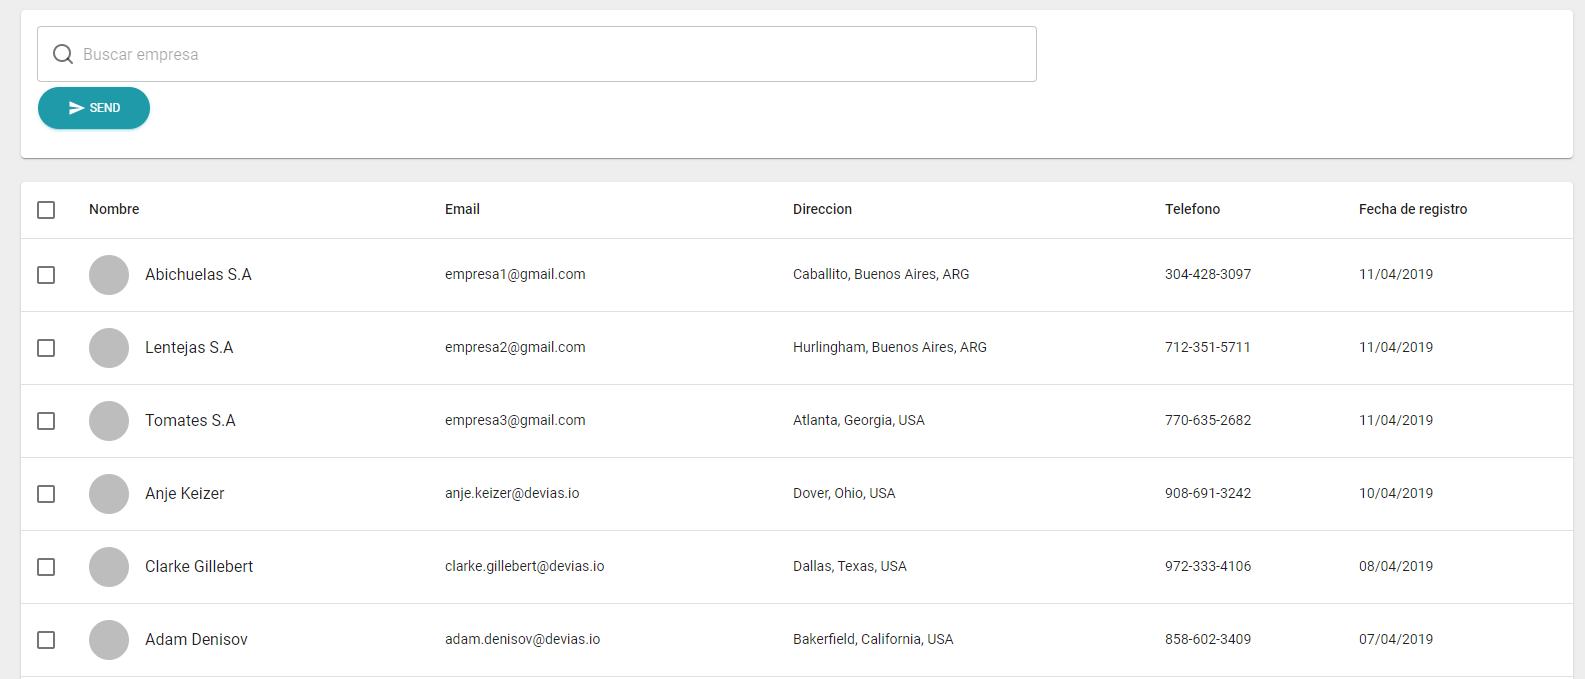 Buscar empresa
SEND
Nombre Email Direccion Telefono Fecha de registro
Abichuelas S.A empresa1@gmail.com Caballito, Buenos Aires, ARG 304-428-3097 11/04/2019
Lentejas S.A empresa2@gmail.com Hurlingham, Buenos Aires, ARG 712-351-5711 11/04/2019
Tomates S.A empresa3@gmail.com Atlanta, Georgia, USA 770-635-2682 11/04/2019
Anje Keizer anje.keizer@devias.io Dover, Ohio, USA 908-691-3242 10/04/2019
Clarke Gillebert clarke.gillebert@devias.io Dallas, Texas, USA 972-333-4106 08/04/2019
Adam Denisov adam.denisov@devias.io Bakerfield, California, USA 858-602-3409 07/04/2019